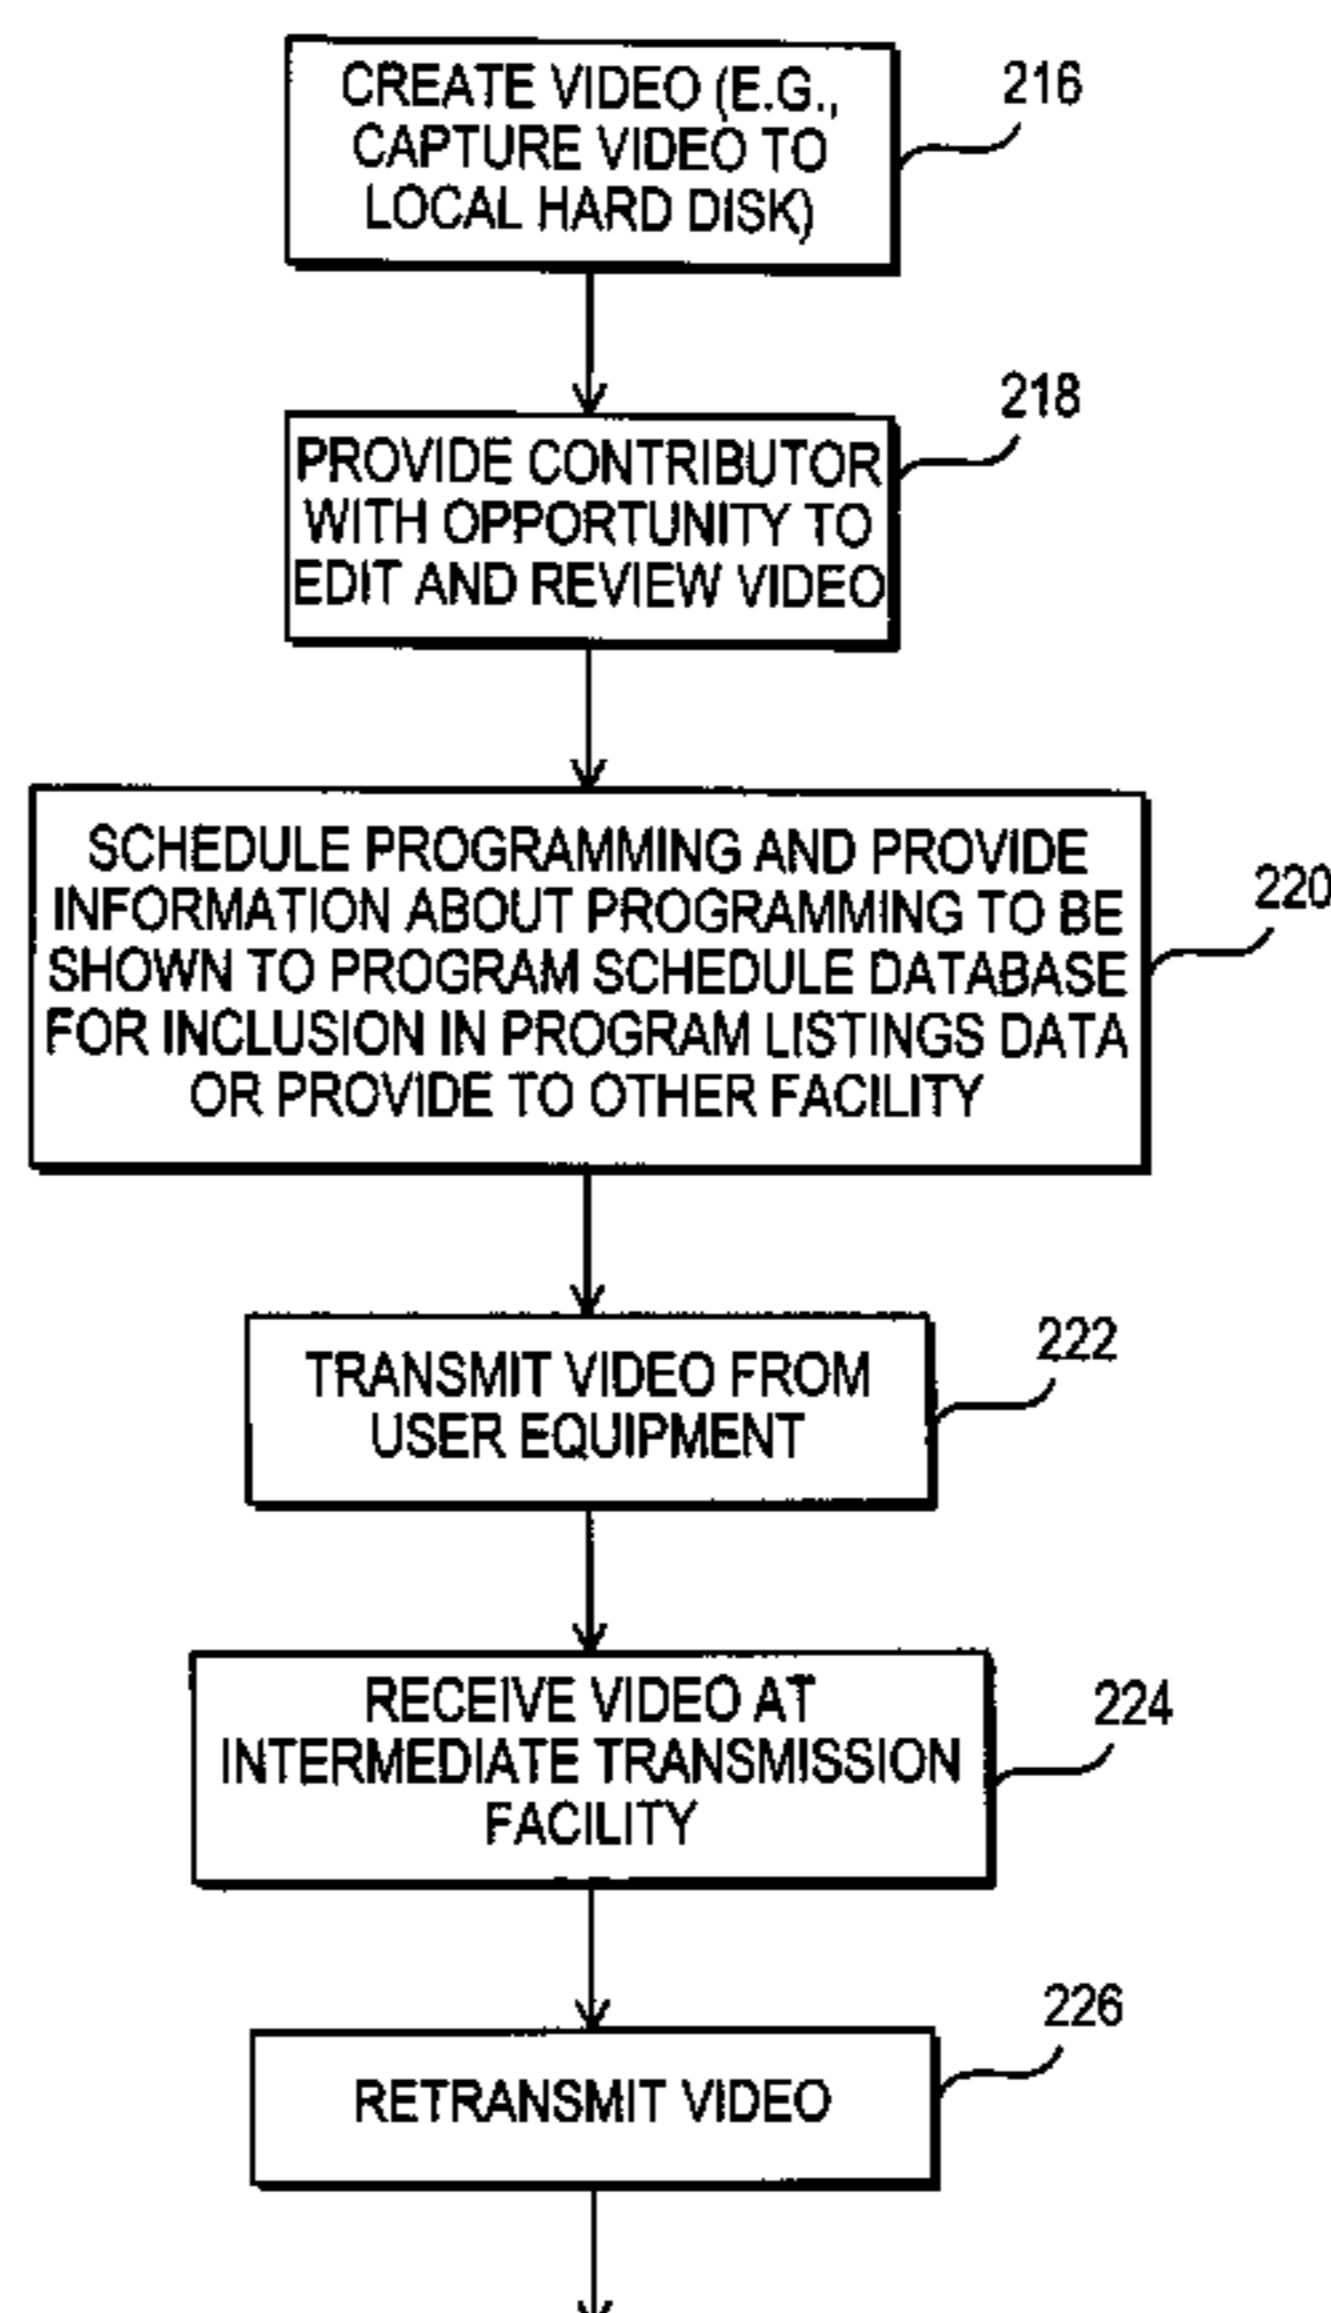 CREATE VIDEO (E.G.,
CAPTURE VIDEO TO
LOCAL HARD DISK)
216
PROVIDE CONTRIBUTOR
WITH OPPORTUNITY TO
EDIT AND REVIEW VIDEO
218
SCHEDULE PROGRAMMING AND PROVIDE
INFORMATION ABOUT PROGRAMMING TO BE
SHOWN TO PROGRAM SCHEDULE DATABASE
FOR INCLUSION IN PROGRAM LISTINGS DATA
OR PROVIDE TO OTHER FACILITY
220
TRANSMIT VIDEO FROM
USER EQUIPMENT
222
RECEIVE VIDEO AT
INTERMEDIATE TRANSMISSION
FACILITY
224
RETRANSMIT VIDEO
226